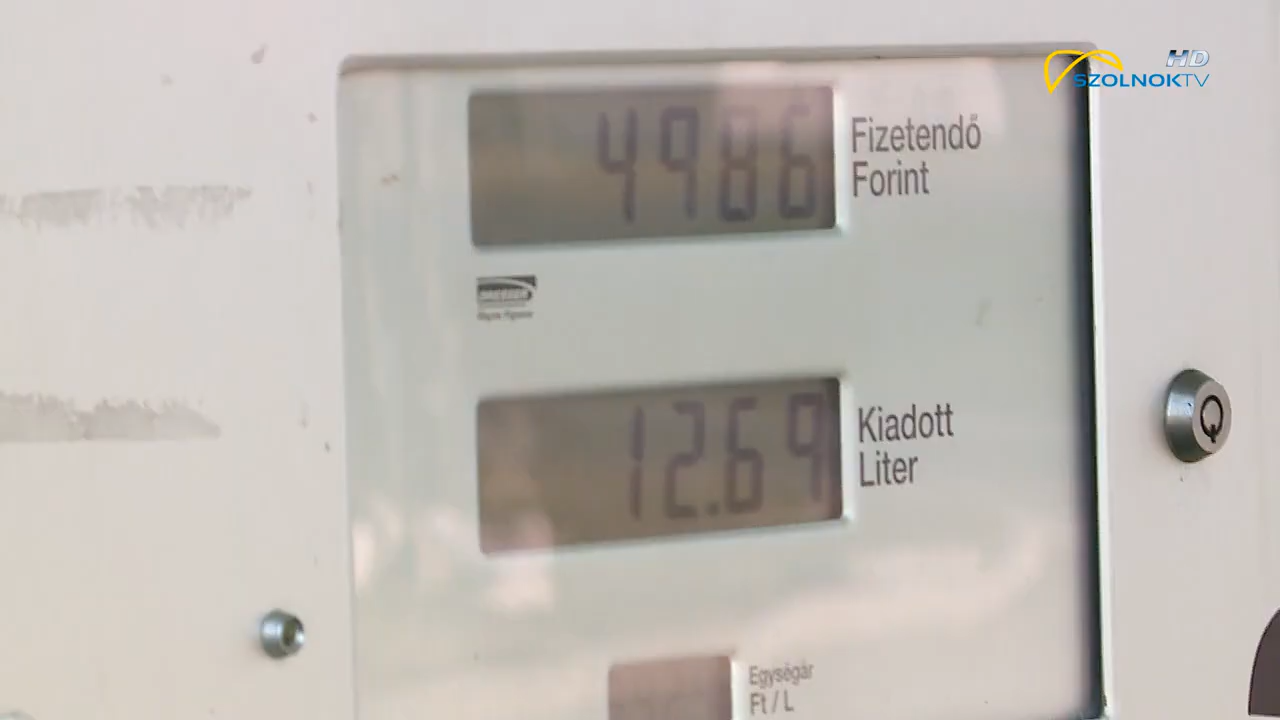 HD
SZOLNOKTV
4986
Fizetendő
Forint
12.69
Kiadott
Liter
Egységár
Ft / L